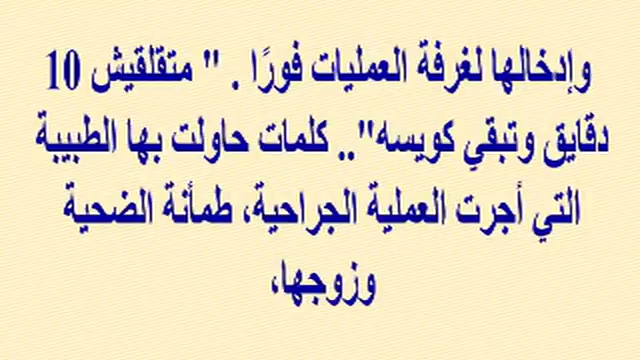 وإدخالها لغرفة العمليات فورًا . " متقلقيش 10
دقايق وتبقي كويسه".. كلمات حاولت بها الطبيبة
التي أجرت العملية الجراحية، طمأنة الضحية
وزوجها،